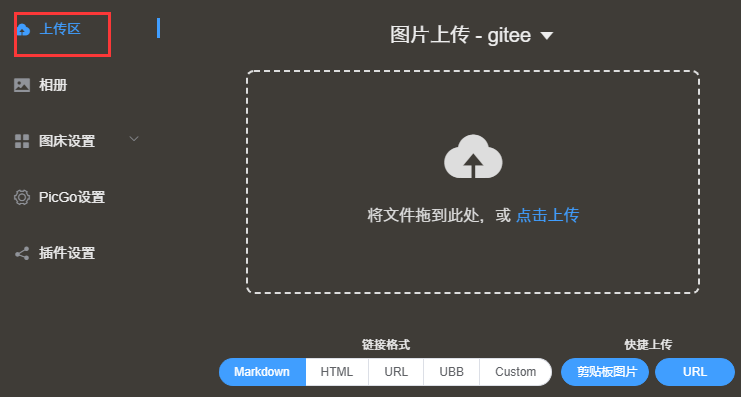 上传区
相册
图床设置
PicGo设置
插件设置
图片上传 - gitee
将文件拖到此处，或 点击上传
链接格式
Markdown HTML URL UBB Custom
快捷上传
剪贴板图片 URL